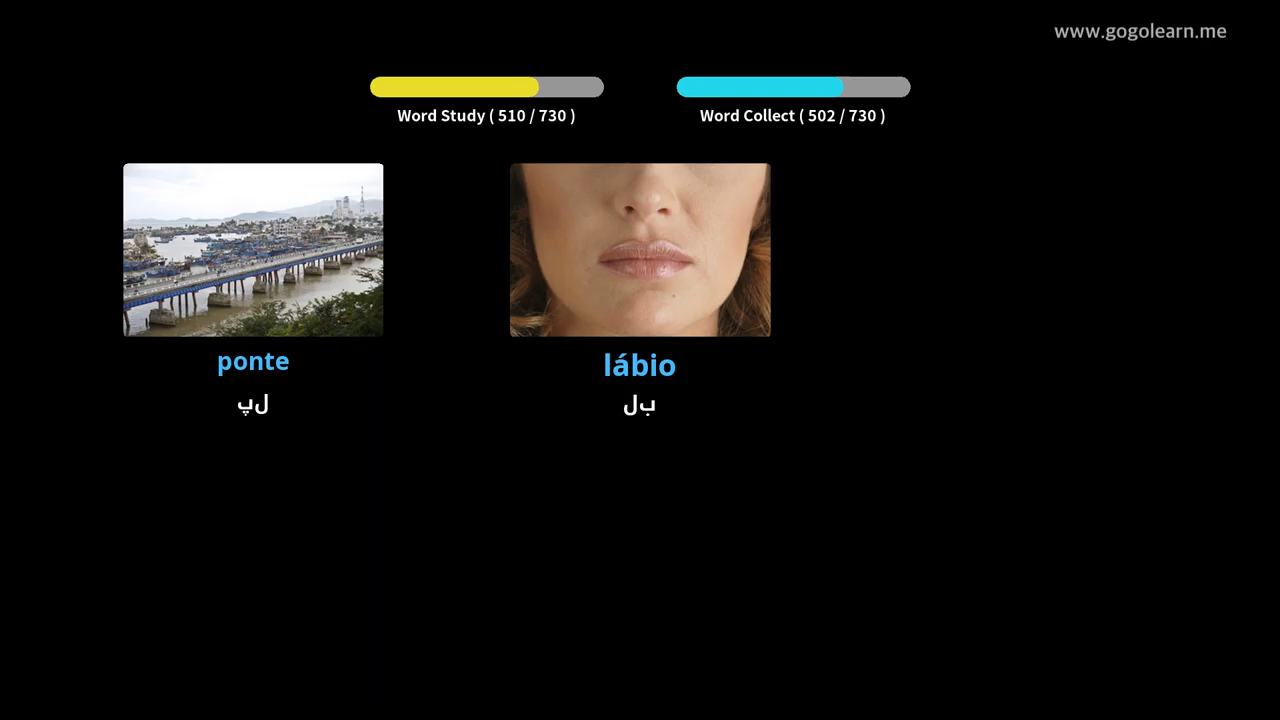 www.gogolearn.me
Word Study ( 510 / 730 )
Word Collect ( 502 / 730 )
ponte
پل
lábio
لب